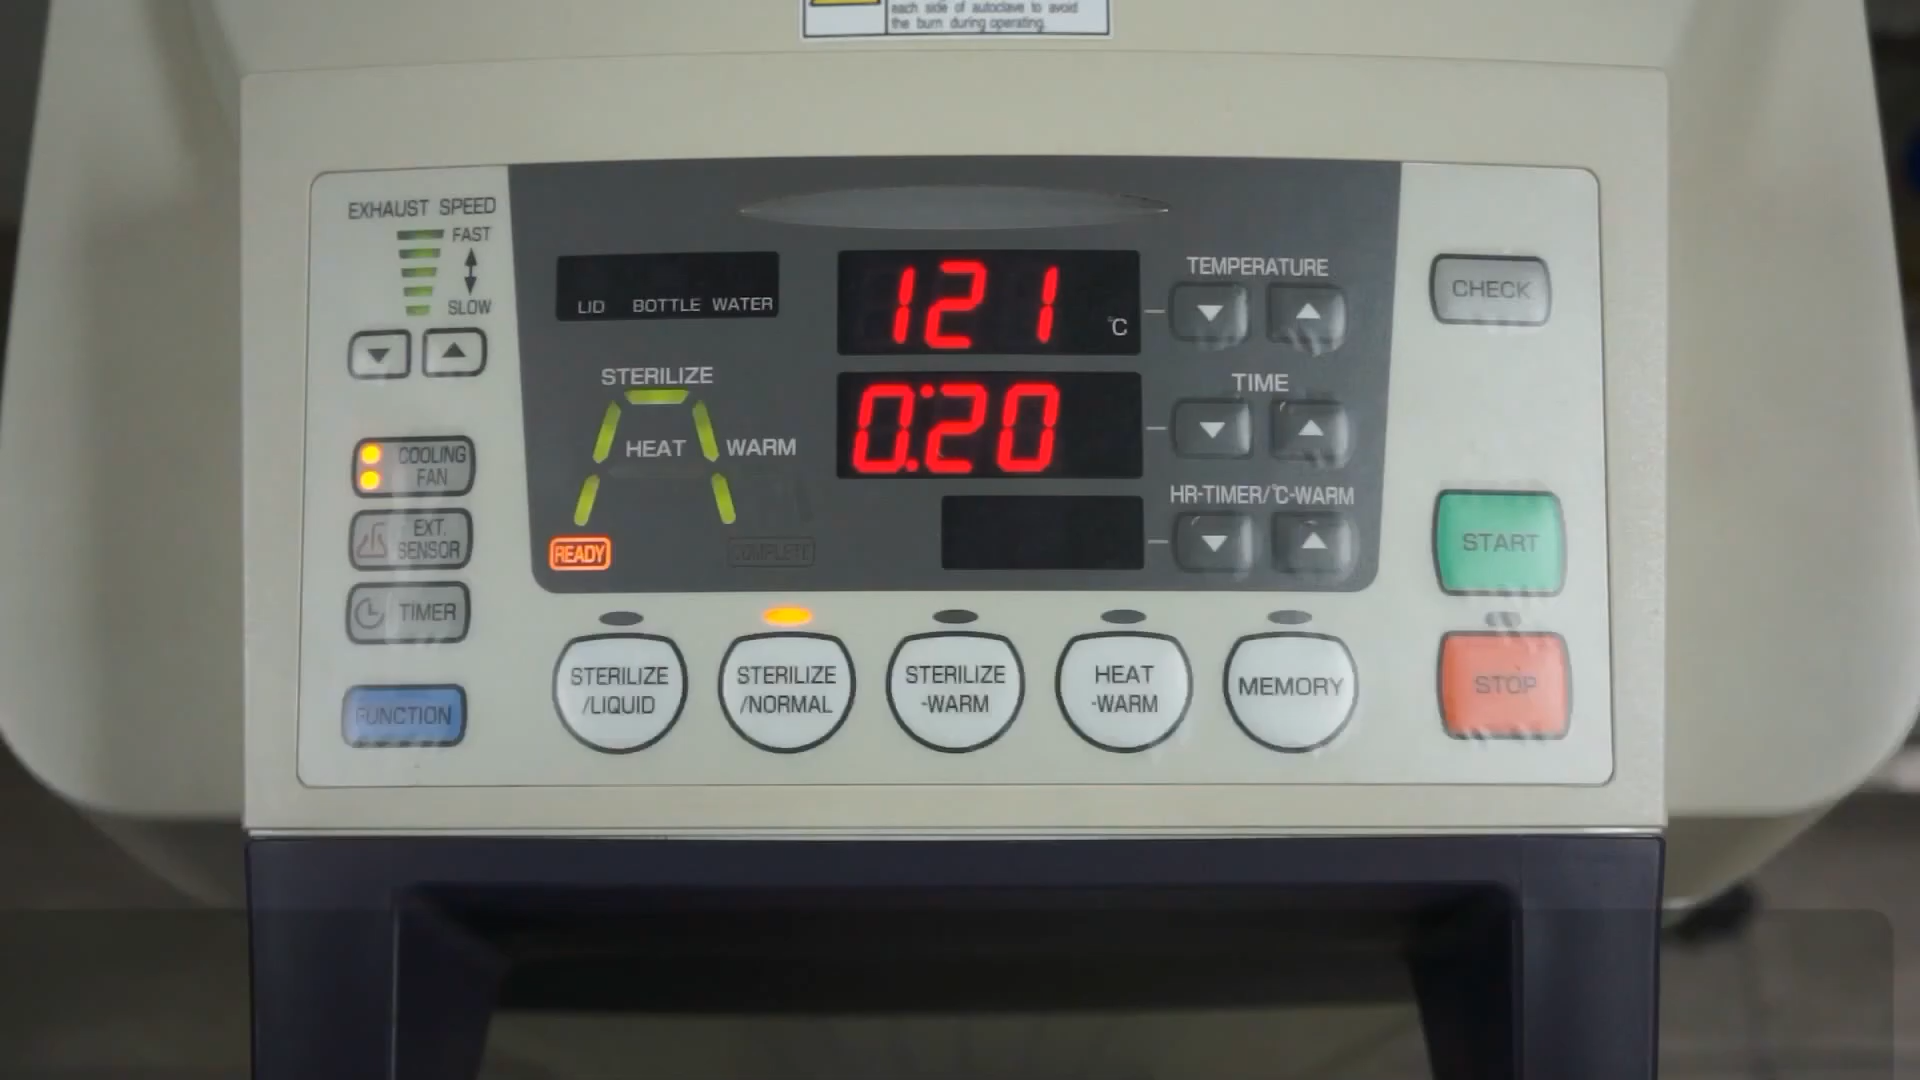 each side of autoclave to avoid
the burn during operating.
EXHAUST SPEED
FAST
SLOW
LID BOTTLE WATER
121 °C
TEMPERATURE
CHECK
STERILIZE
HEAT WARM
0:20
TIME
COOLING
FAN
HR-TIMER/°C-WARM
EXT.
SENSOR
READY
COMPLETE
START
TIMER
STERILIZE
/LIQUID
STERILIZE
/NORMAL
STERILIZE
-WARM
HEAT
-WARM
MEMORY
STOP
FUNCTION